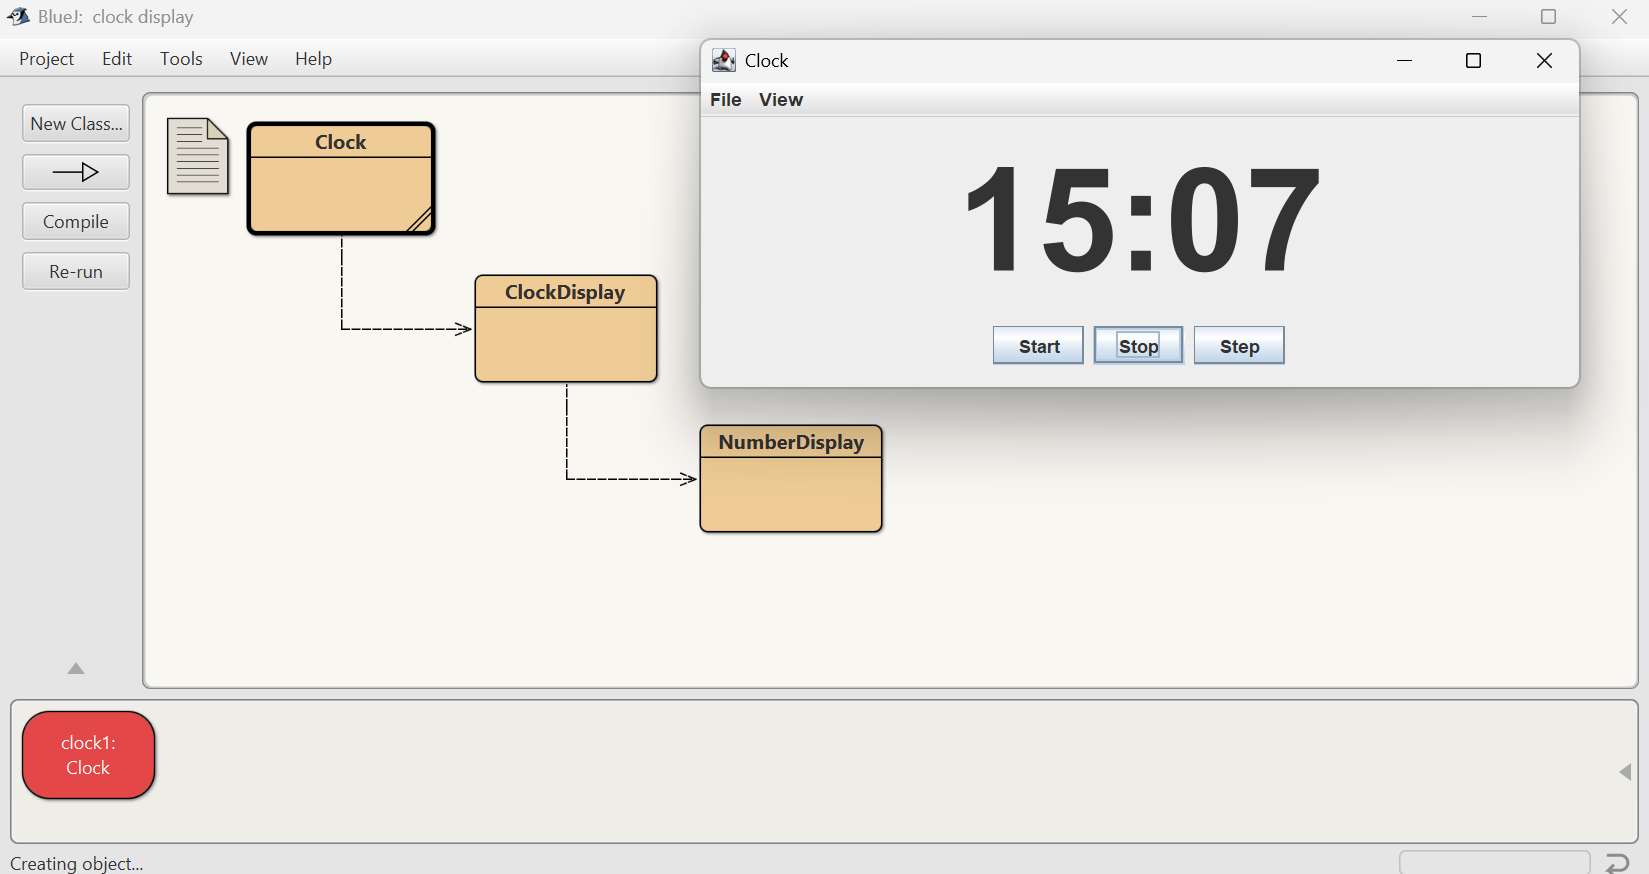 BlueJ: clock display
Project Edit Tools View Help
New Class...
Compile
Re-run
Clock
ClockDisplay
NumberDisplay
Clock
File View
15:07
Start Stop Step
clock1:
Clock
Creating object...